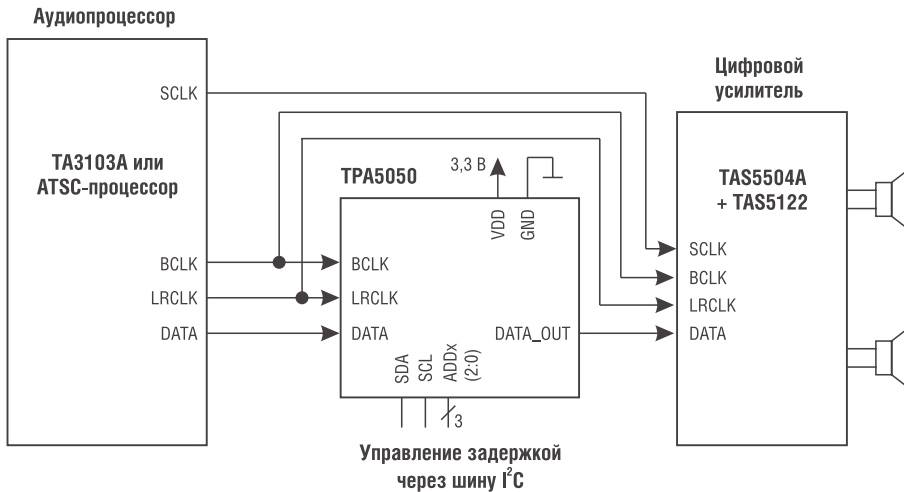 Аудиопроцессор
SCLK
TA3103A или
ATSC-процессор
BCLK
LRCLK
DATA
TPA5050
3,3 В
VDD
GND
BCLK
LRCLK
DATA
DATA_OUT
SDA
SCL
ADDx
(2:0)
3
Управление задержкой
через шину I²C
Цифровой
усилитель
TAS5504A
+ TAS5122
SCLK
BCLK
LRCLK
DATA